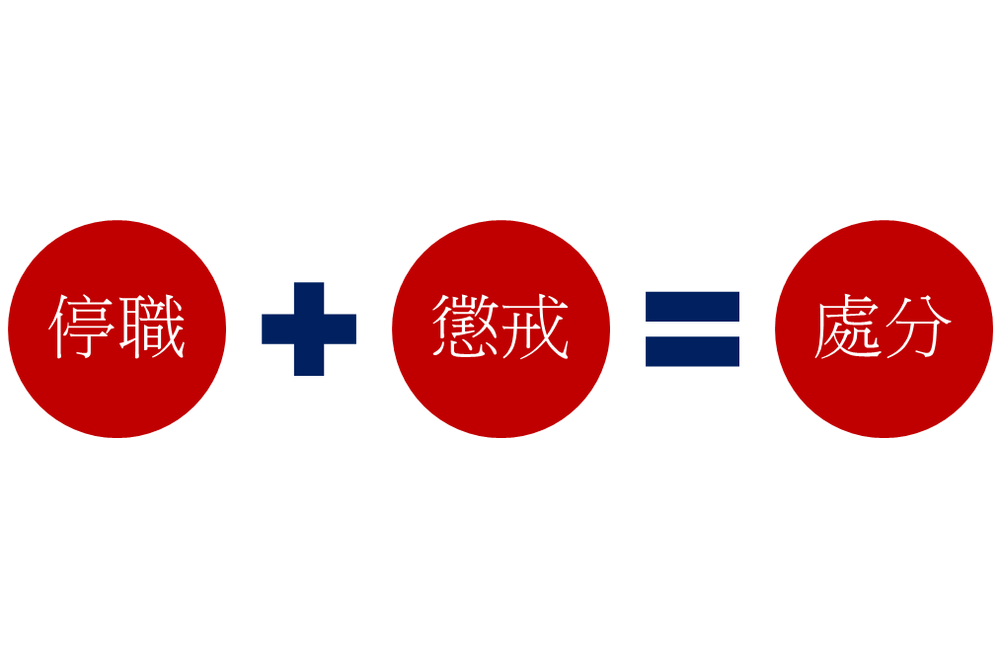 停職 + 懲戒 = 處分